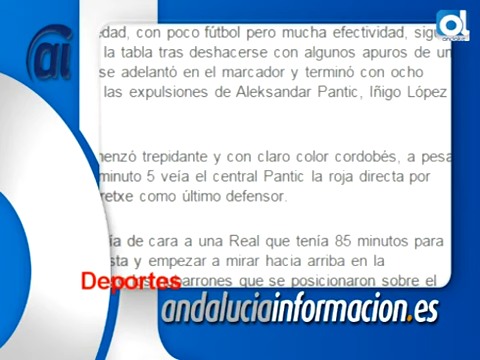 edad, con poco fútbol pero mucha efectividad, sigu
la tabla tras deshacerse con algunos apuros de un
se adelantó en el marcador y terminó con ocho
las expulsiones de Aleksandar Pantic, Iñigo López
enzó trepidante y con claro color cordobés, a pesa
minuto 5 veía el central Pantic la roja directa por
retxe como último defensor.
ía de cara a una Real que tenía 85 minutos para
sta y empezar a mirar hacia arriba en la
arrones que se posicionaron sobre el
Deportes
andaluciainformacion.es